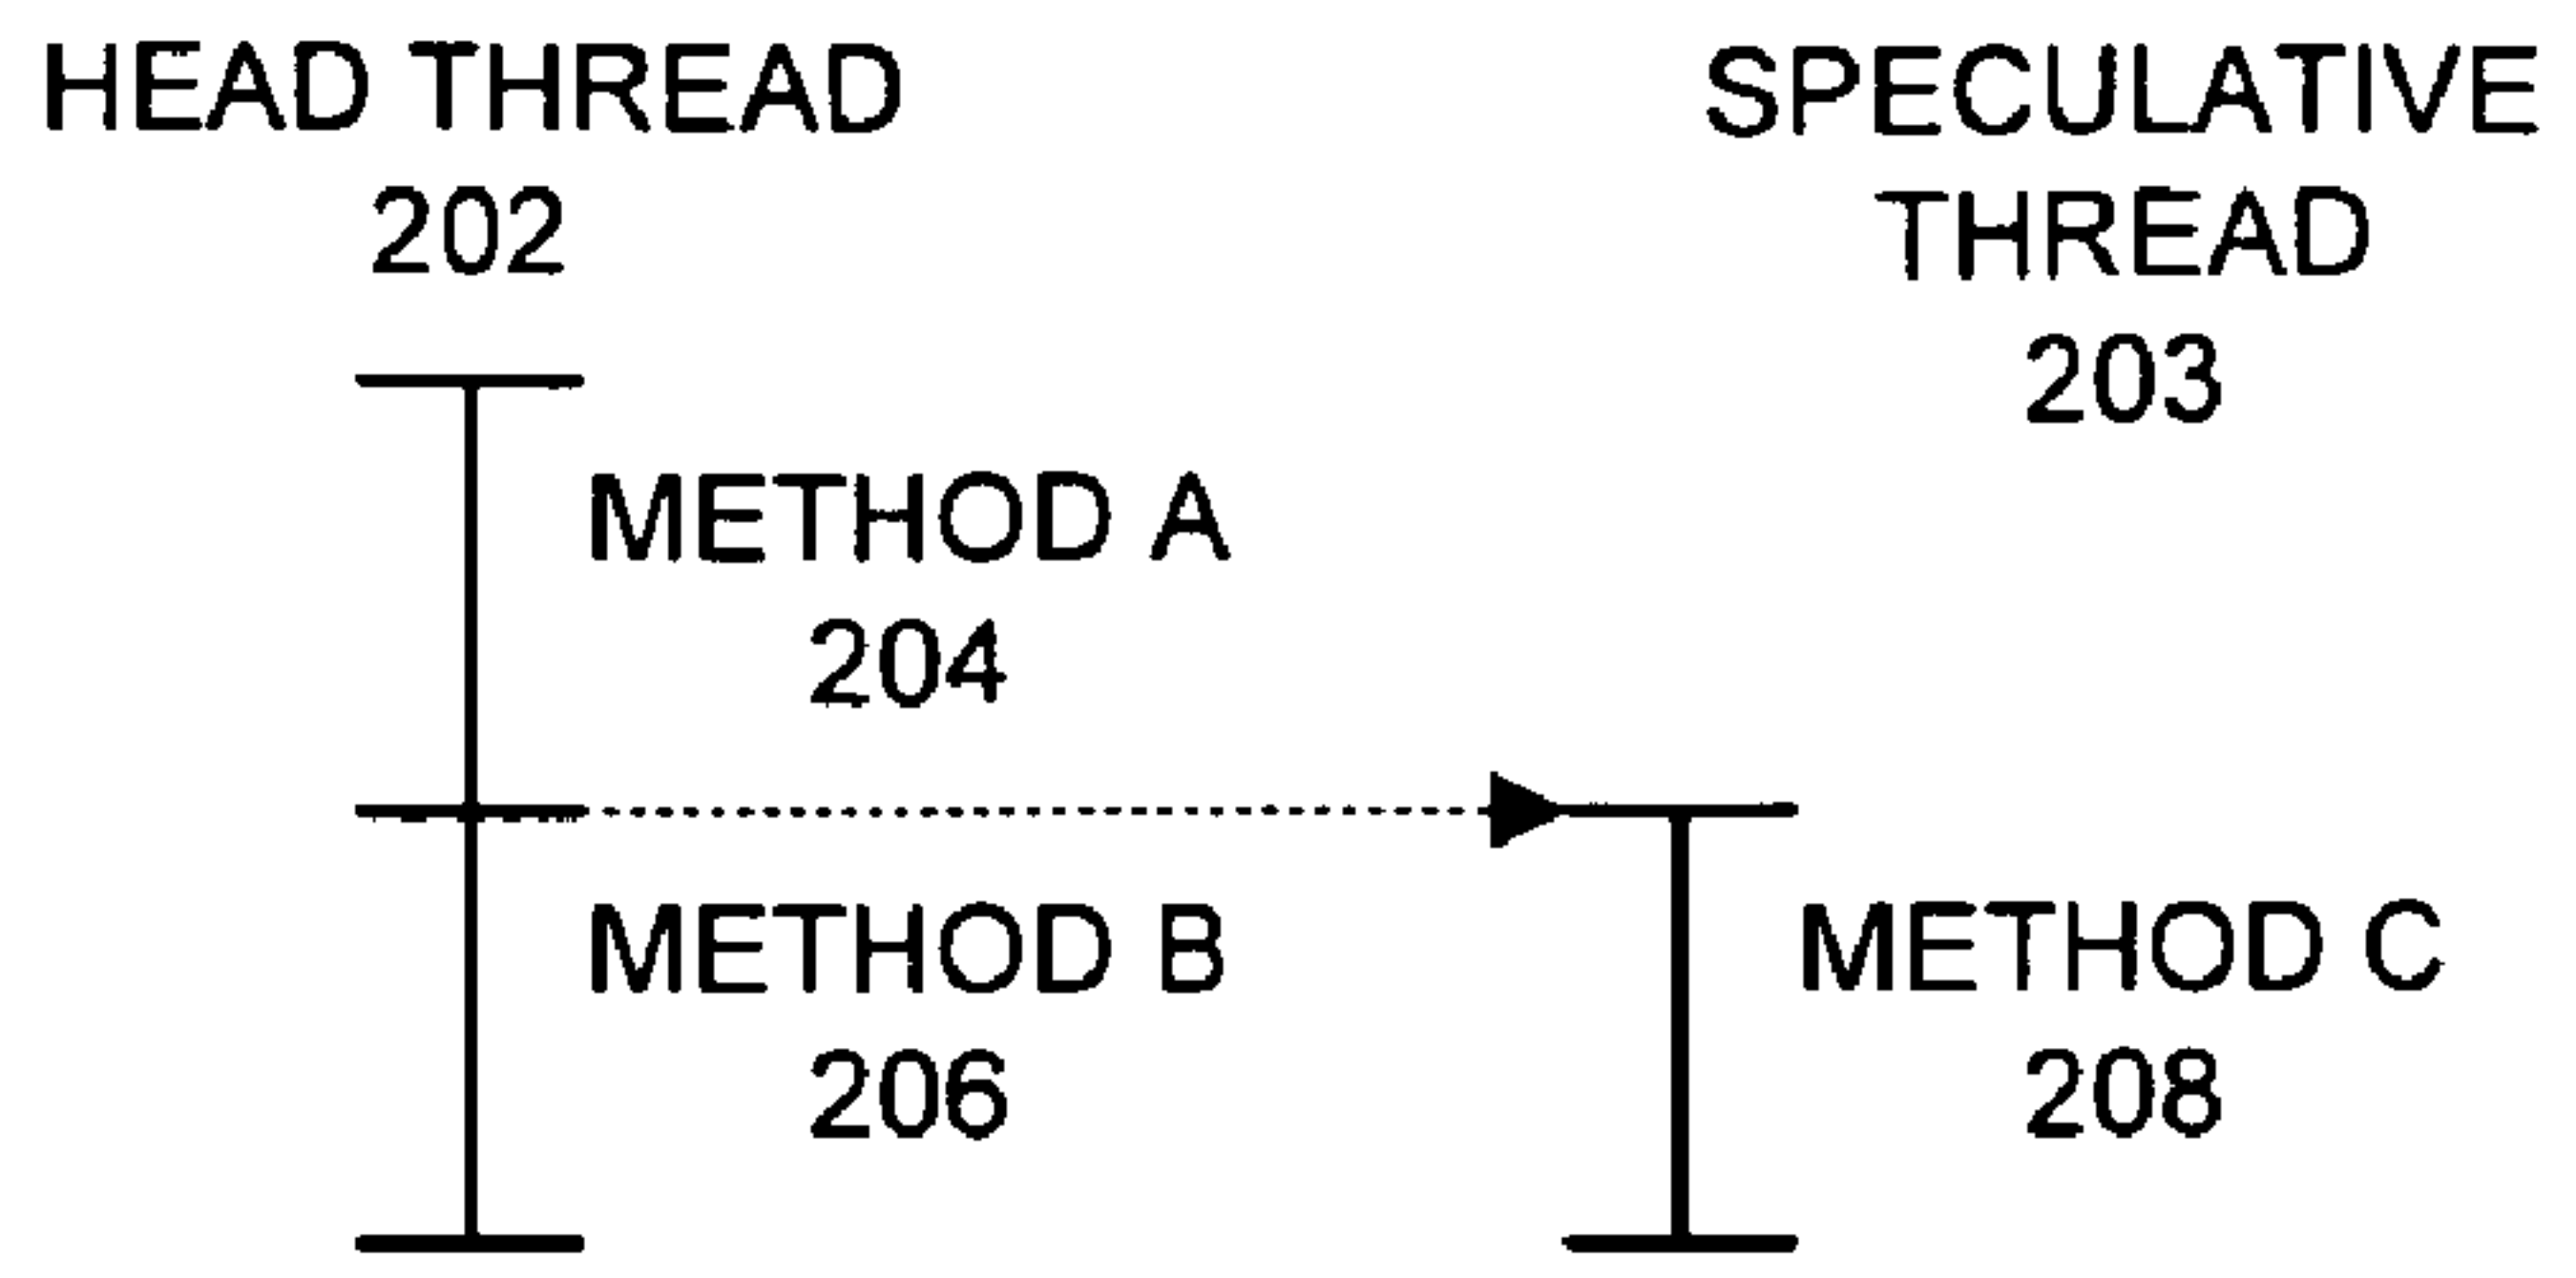 HEAD THREAD
202
SPECULATIVE
THREAD
203
METHOD A
204
METHOD B
206
METHOD C
208